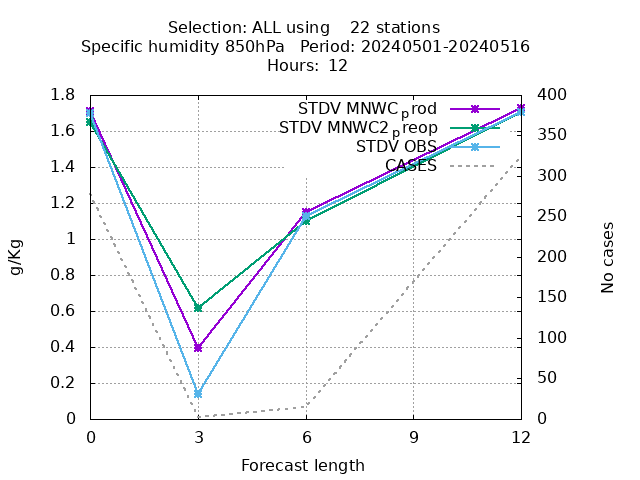 Selection: ALL using    22 stations
Specific humidity 850hPa   Period: 20240501-20240516
Hours:  12
1.8
1.6
1.4
1.2
1
0.8
0.6
0.4
0.2
0
400
350
300
250
200
150
100
50
0
STDV MNWCprod
STDV MNWC2preop
STDV OBS
CASES
g/Kg
No cases
0 3 6 9 12
Forecast length